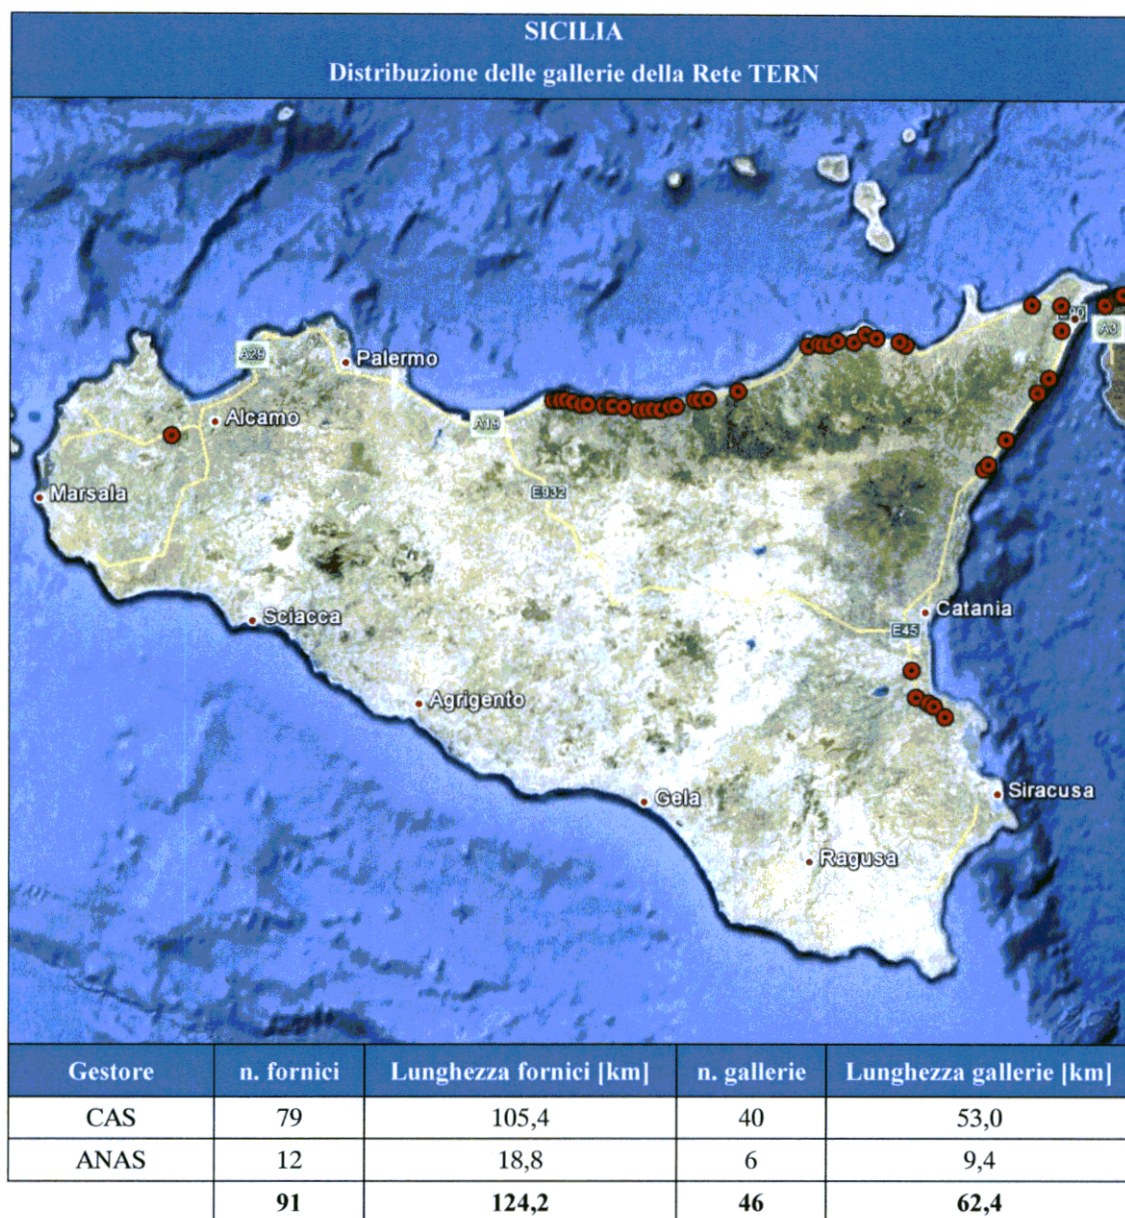 SICILIA
Distribuzione delle gallerie della Rete TERN
E90
A3
A29
Palermo
Alcamo
A19
Marsala
E932
Sciacca
Catania
E45
Agrigento
Gela
Siracusa
Ragusa
Gestore n. fornici Lunghezza fornici [km] n. gallerie Lunghezza gallerie [km]
CAS 79 105,4 40 53,0
ANAS 12 18,8 6 9,4
91 124,2 46 62,4